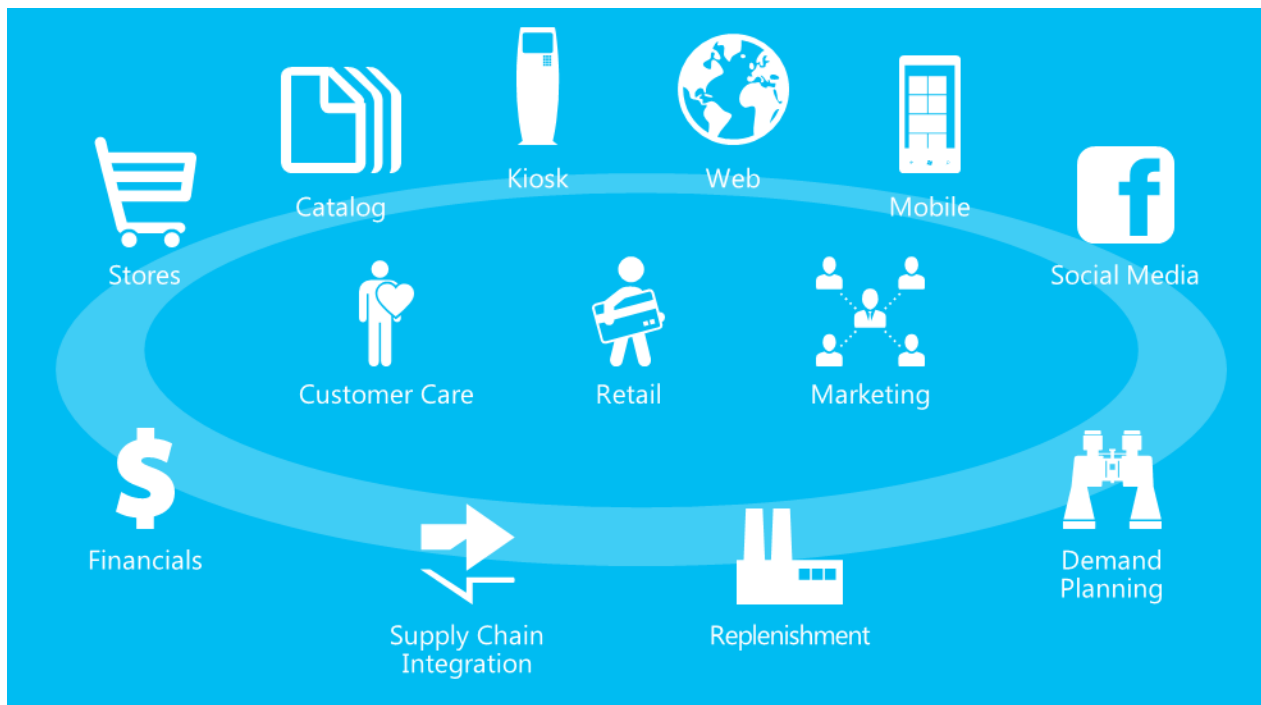 Kiosk
Web
Catalog
Mobile
Stores
Social Media
Customer Care
Retail
Marketing
Financials
Demand
Planning
Supply Chain
Integration
Replenishment